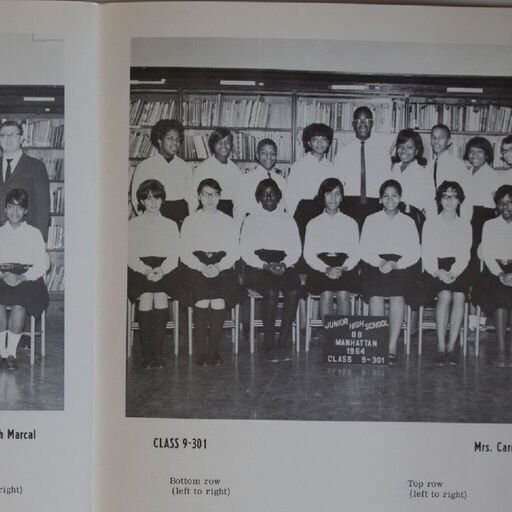 JUNIOR HIGH SCHOOL
88
MANHATTAN
1964
CLASS 9-301
h Marcal
CLASS 9-301
Mrs. Car
Bottom row
(left to right)
Top row
(left to right)
right)